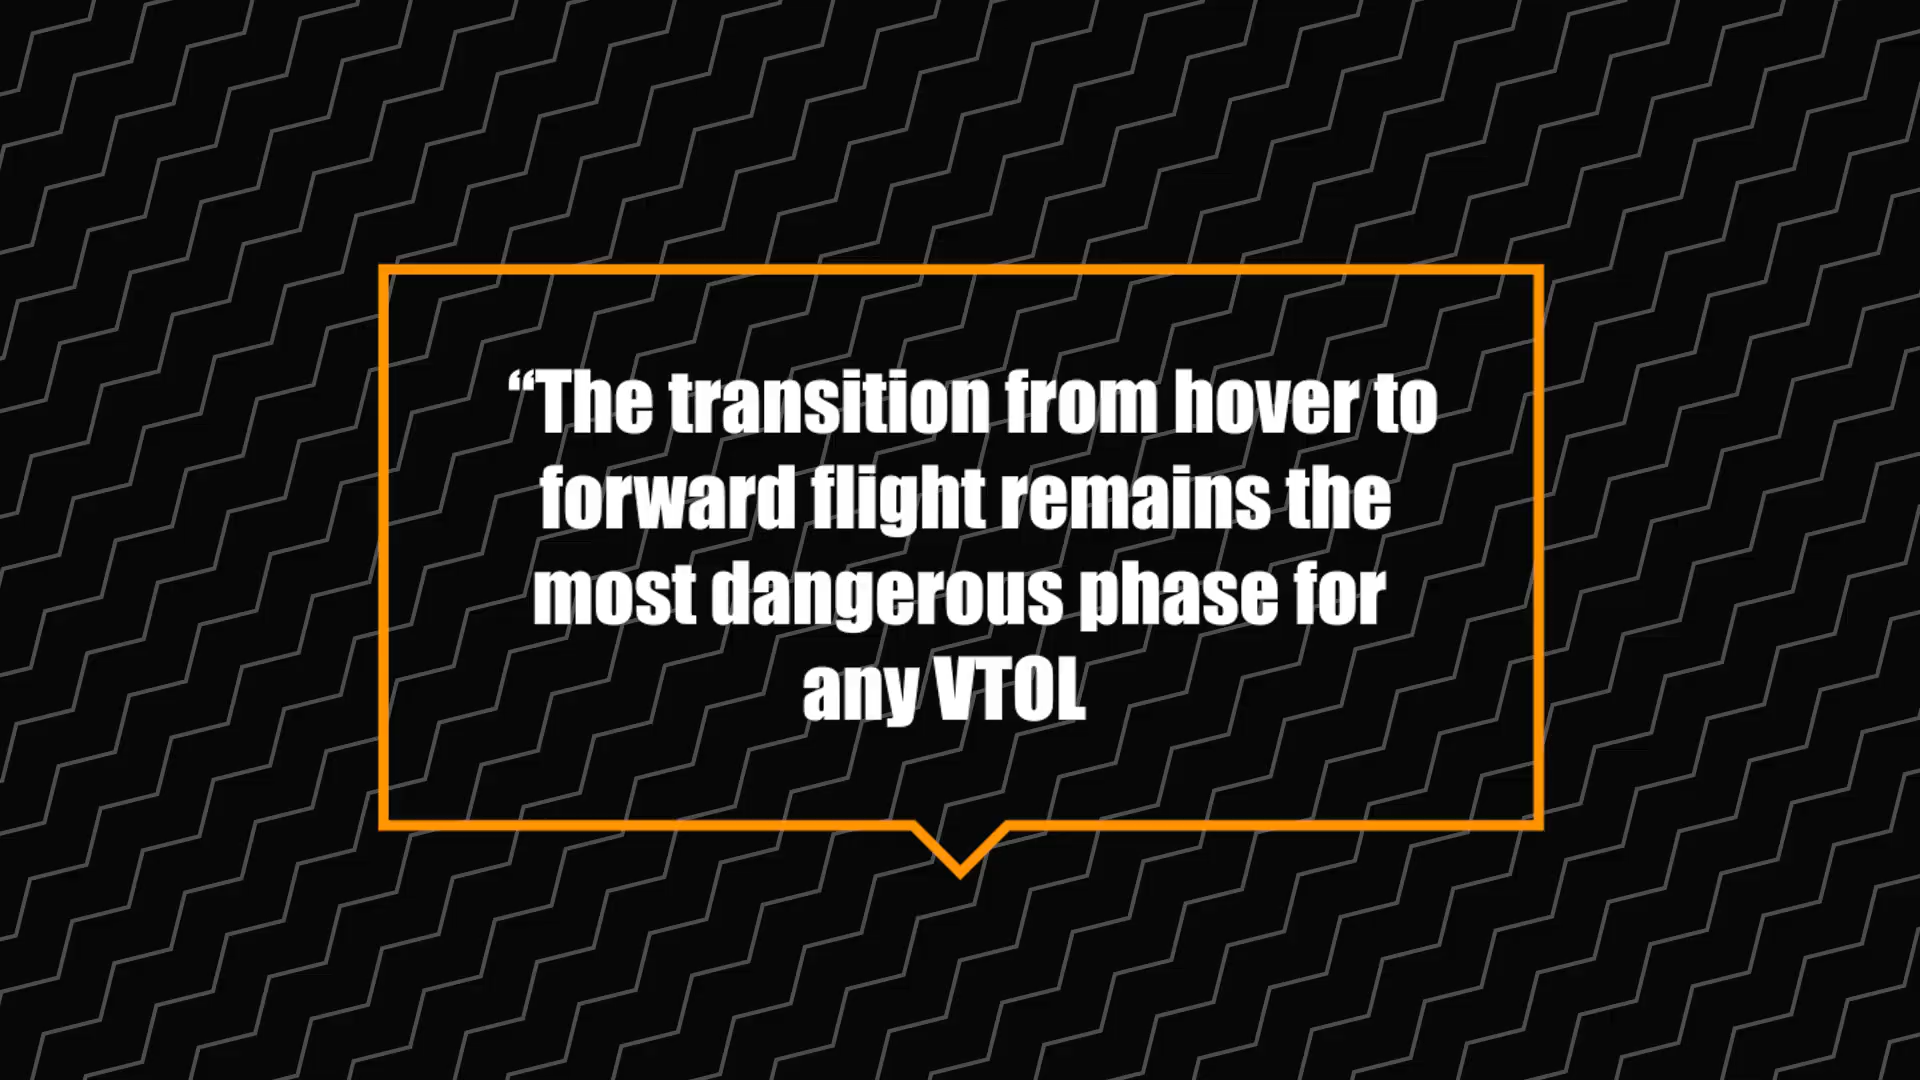 “The transition from hover to
forward flight remains the
most dangerous phase for
any VTOL